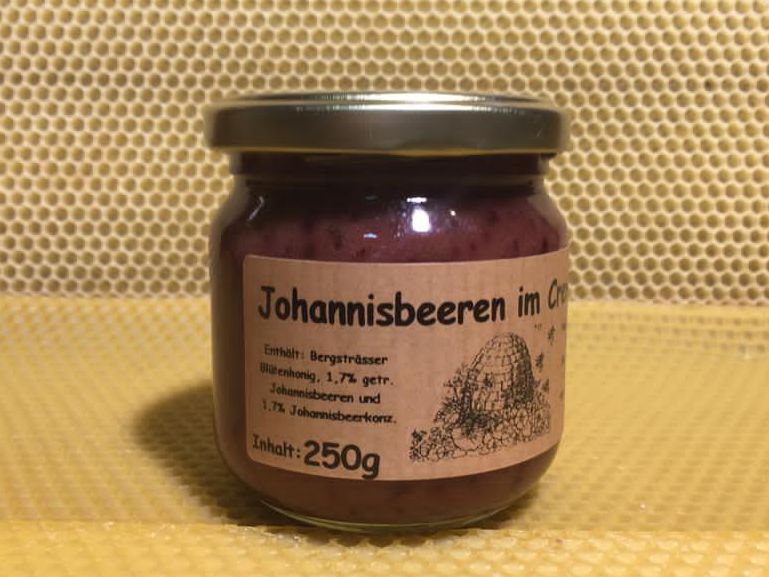 Johannisbeeren im Cre
Enthält: Bergsträsser
Blütenhonig, 1,7% getr.
Johannisbeeren und
1,7% Johannisbeerkonz.
Inhalt: 250g